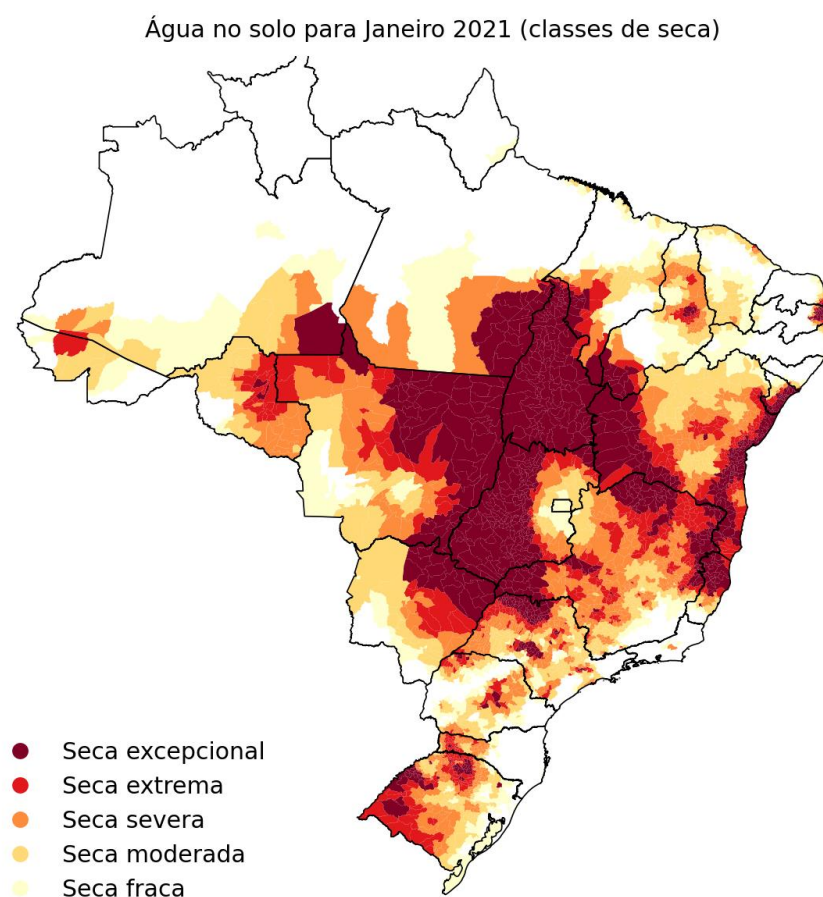 Água no solo para Janeiro 2021 (classes de seca)
Seca excepcional
Seca extrema
Seca severa
Seca moderada
Seca fraca